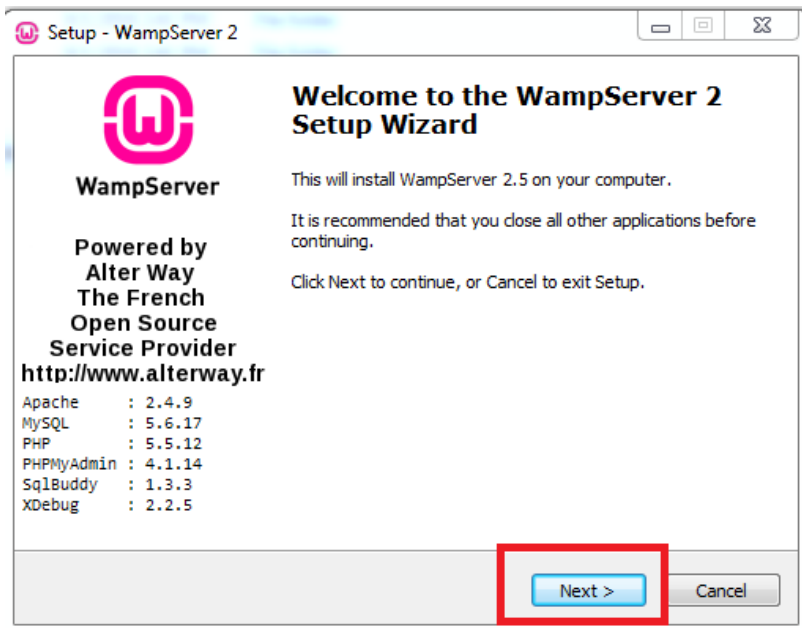 Setup - WampServer 2
WampServer
Powered by
Alter Way
The French
Open Source
Service Provider
http://www.alterway.fr
Apache : 2.4.9
MySQL : 5.6.17
PHP : 5.5.12
PHPMyAdmin : 4.1.14
SqlBuddy : 1.3.3
XDebug : 2.2.5
Welcome to the WampServer 2
Setup Wizard
This will install WampServer 2.5 on your computer.
It is recommended that you close all other applications before
continuing.
Click Next to continue, or Cancel to exit Setup.
Next >
Cancel